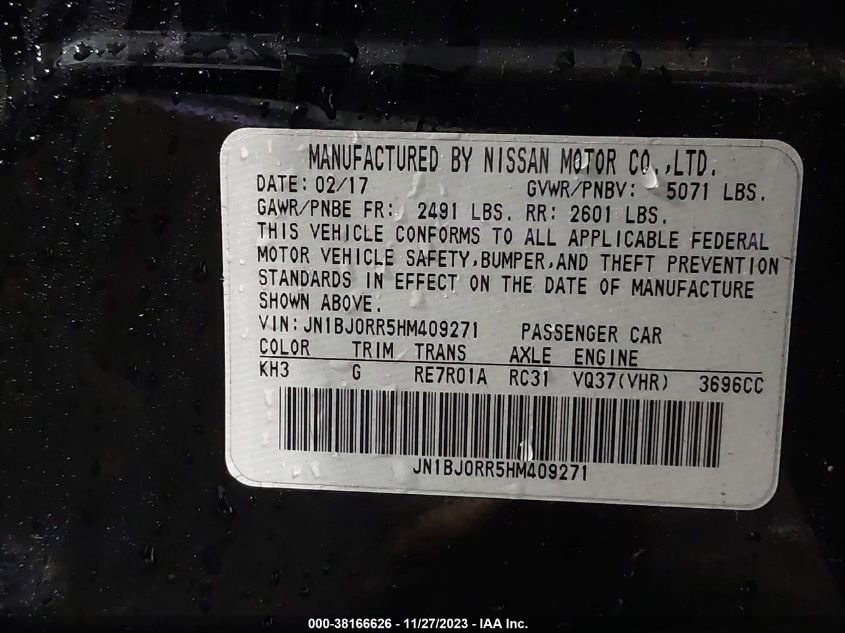 MANUFACTURED BY NISSAN MOTOR CO.,LTD.
DATE: 02/17 GVWR/PNBV: 5071 LBS.
GAWR/PNBE FR: 2491 LBS. RR: 2601 LBS.
THIS VEHICLE CONFORMS TO ALL APPLICABLE FEDERAL
MOTOR VEHICLE SAFETY,BUMPER,AND THEFT PREVENTION
STANDARDS IN EFFECT ON THE DATE OF MANUFACTURE
SHOWN ABOVE.
VIN:JN1BJ0RR5HM409271 PASSENGER CAR
COLOR TRIM TRANS AXLE ENGINE
KH3 G RE7R01A RC31 VQ37(VHR) 3696CC
JN1BJ0RR5HM409271
000-38166626 - 11/27/2023 - IAA Inc.